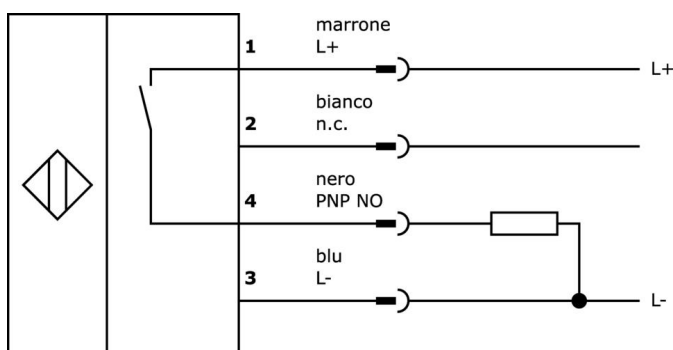 marrone
1 L+ L+
bianco
2 n.c.
nero
4 PNP NO
blu
3 L- L-